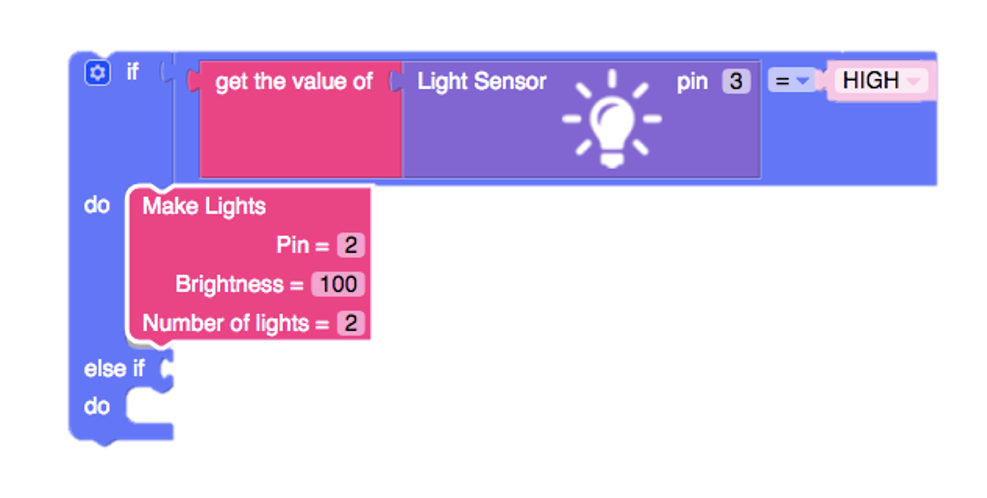 if get the value of Light Sensor pin 3 = HIGH
do Make Lights
Pin = 2
Brightness = 100
Number of lights = 2
else if
do